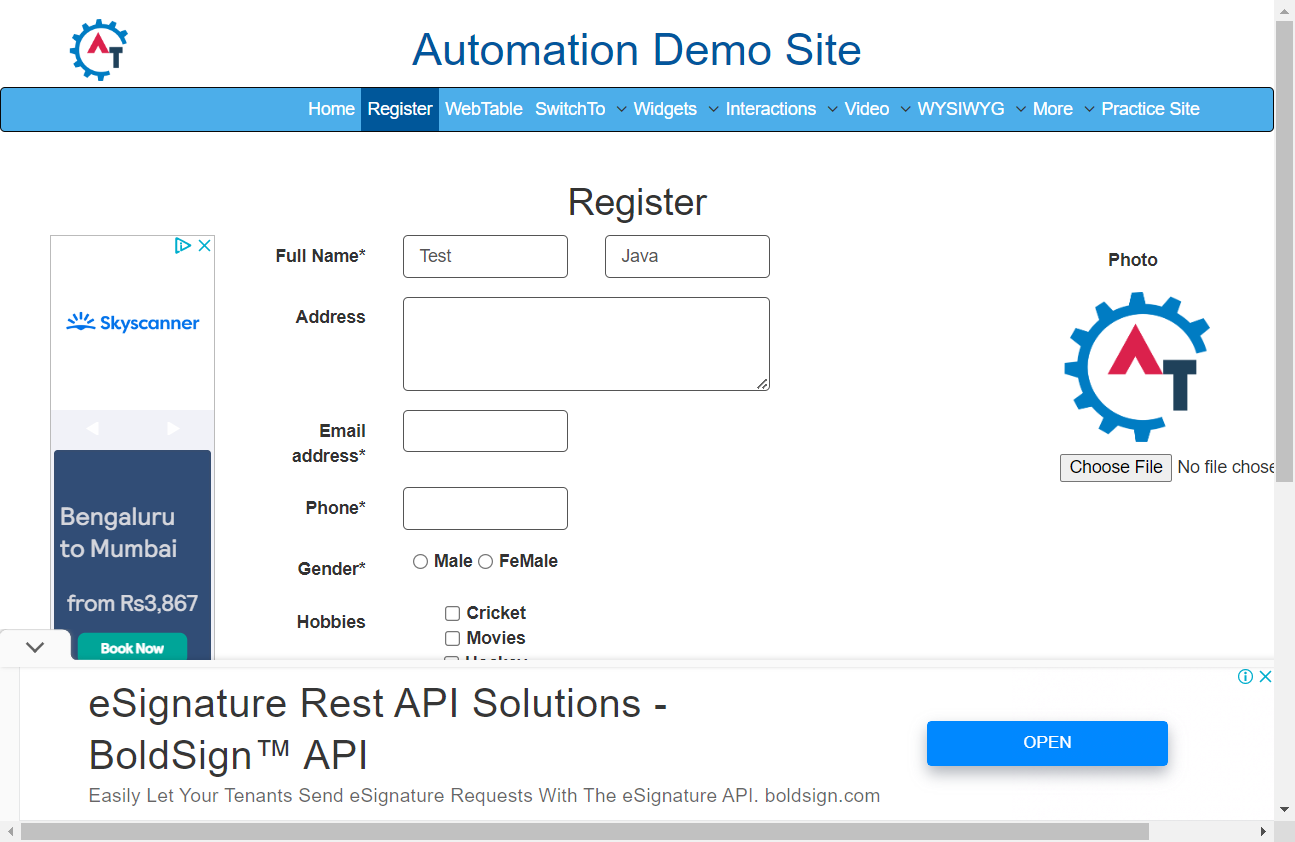 Automation Demo Site
Home Register WebTable SwitchTo Widgets Interactions Video WYSIWYG More Practice Site
Register
Full Name* Test Java
Photo
Address
Skyscanner
Email
address*
Choose File No file chose
Phone*
Bengaluru
to Mumbai
Gender* Male FeMale
from Rs3,867
Hobbies Cricket
Movies
Hockey
Book Now
eSignature Rest API Solutions -
BoldSign™ API
OPEN
Easily Let Your Tenants Send eSignature Requests With The eSignature API. boldsign.com